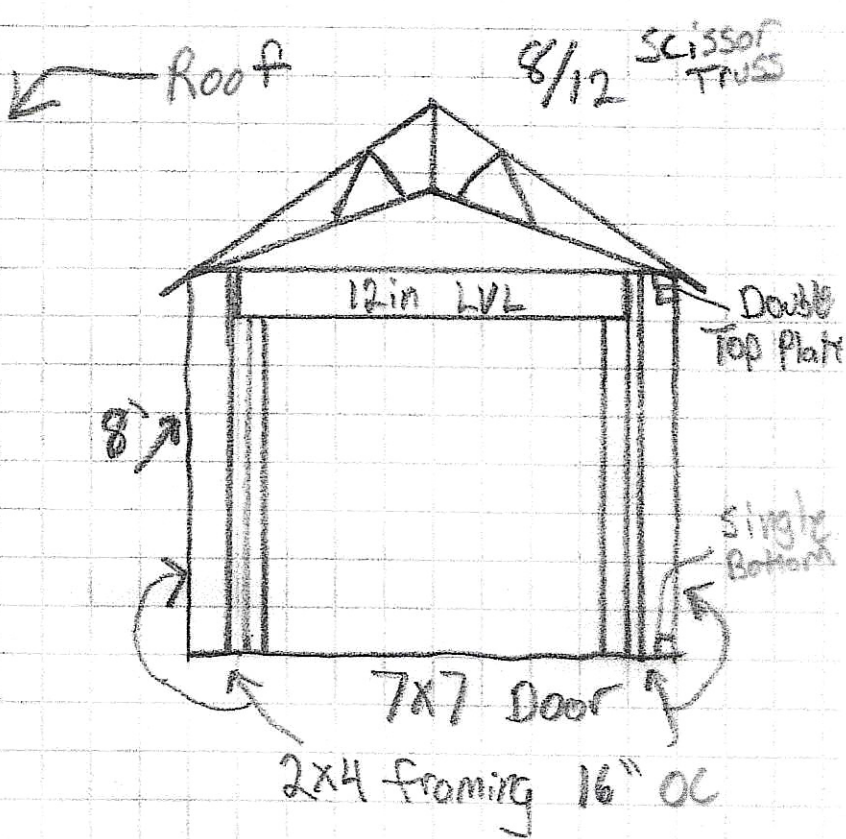 Roof
8/12 Scissor
Truss
12in LVL
Double
Top Plate
8'
Single
Bottom
7x7 Door
2x4 framing 16" OC